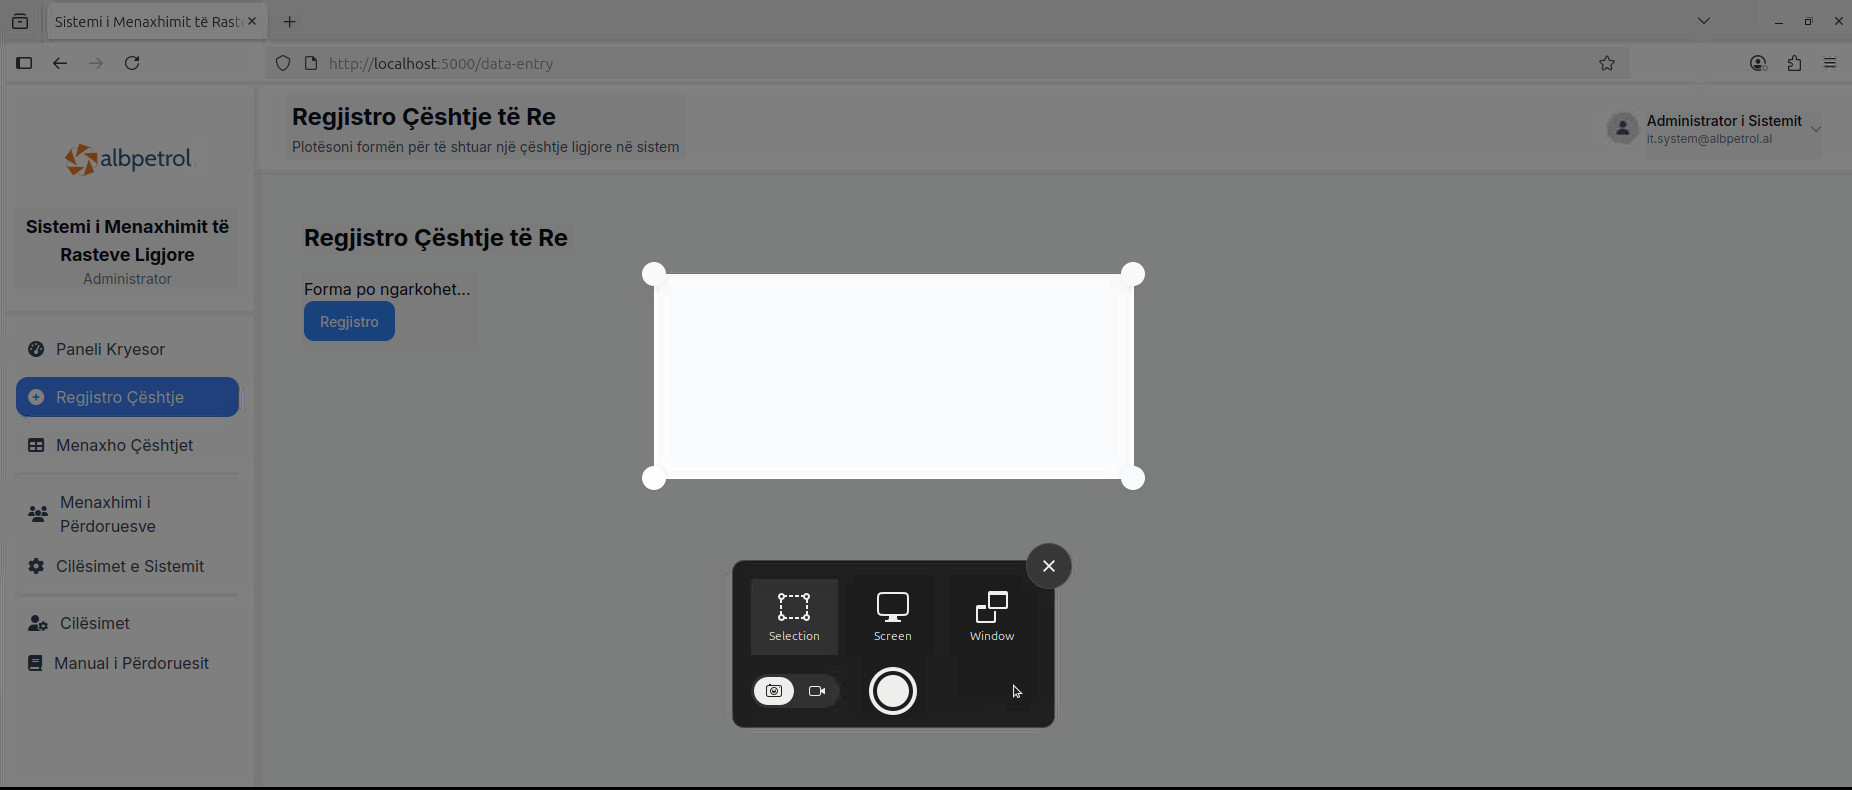 Sistemi i Menaxhimit të Rast
http://localhost:5000/data-entry
albpetrol
Sistemi i Menaxhimit të
Rasteve Ligjore
Administrator
Paneli Kryesor
Regjistro Çështje
Menaxho Çështjet
Menaxhimi i
Përdoruesve
Cilësimet e Sistemit
Cilësimet
Manual i Përdoruesit
Regjistro Çështje të Re
Plotësoni formën për të shtuar një çështje ligjore në sistem
Administrator i Sistemit
it.system@albpetrol.al
Regjistro Çështje të Re
Forma po ngarkohet...
Regjistro
Selection
Screen
Window